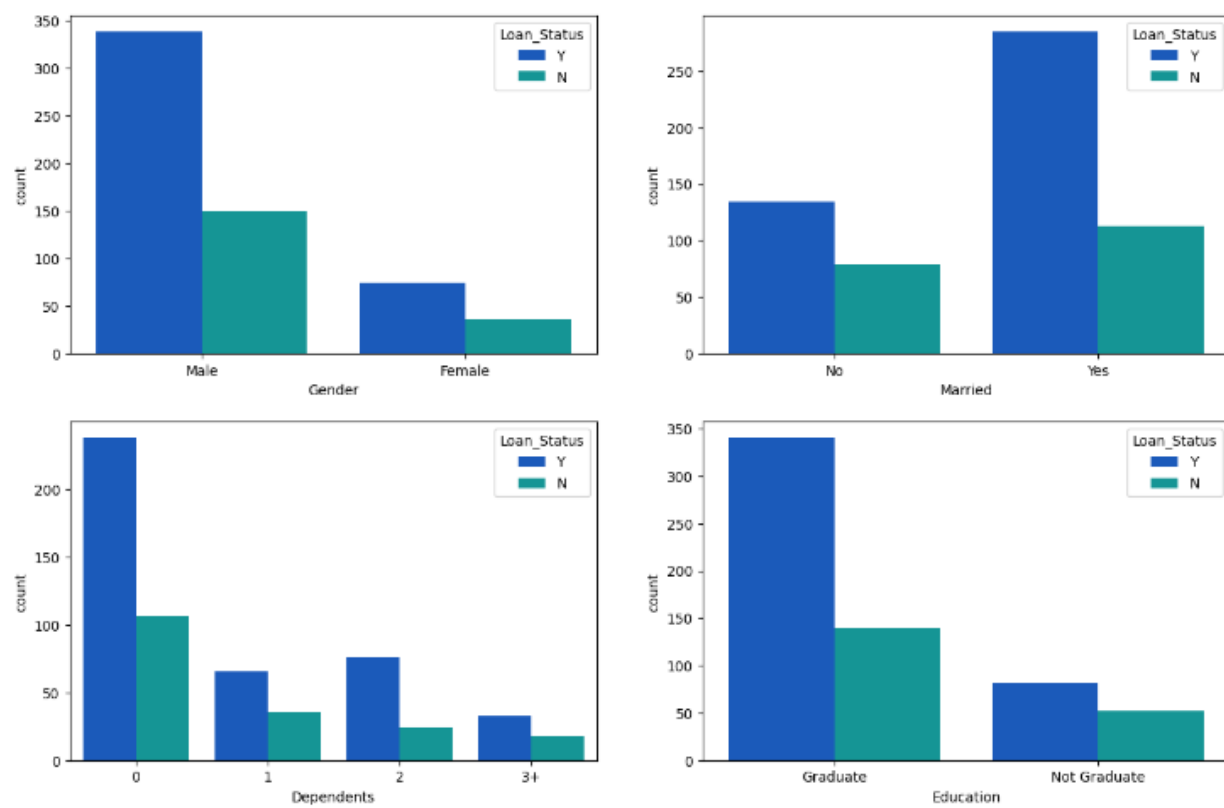 Loan_Status
Y
N
350
300
250
200
150
100
50
0
count
Male
Female
Gender
Loan_Status
Y
N
250
200
150
100
50
0
count
No
Yes
Married
Loan_Status
Y
N
200
150
100
50
0
count
0
1
2
3+
Dependents
Loan_Status
Y
N
350
300
250
200
150
100
50
0
count
Graduate
Not Graduate
Education